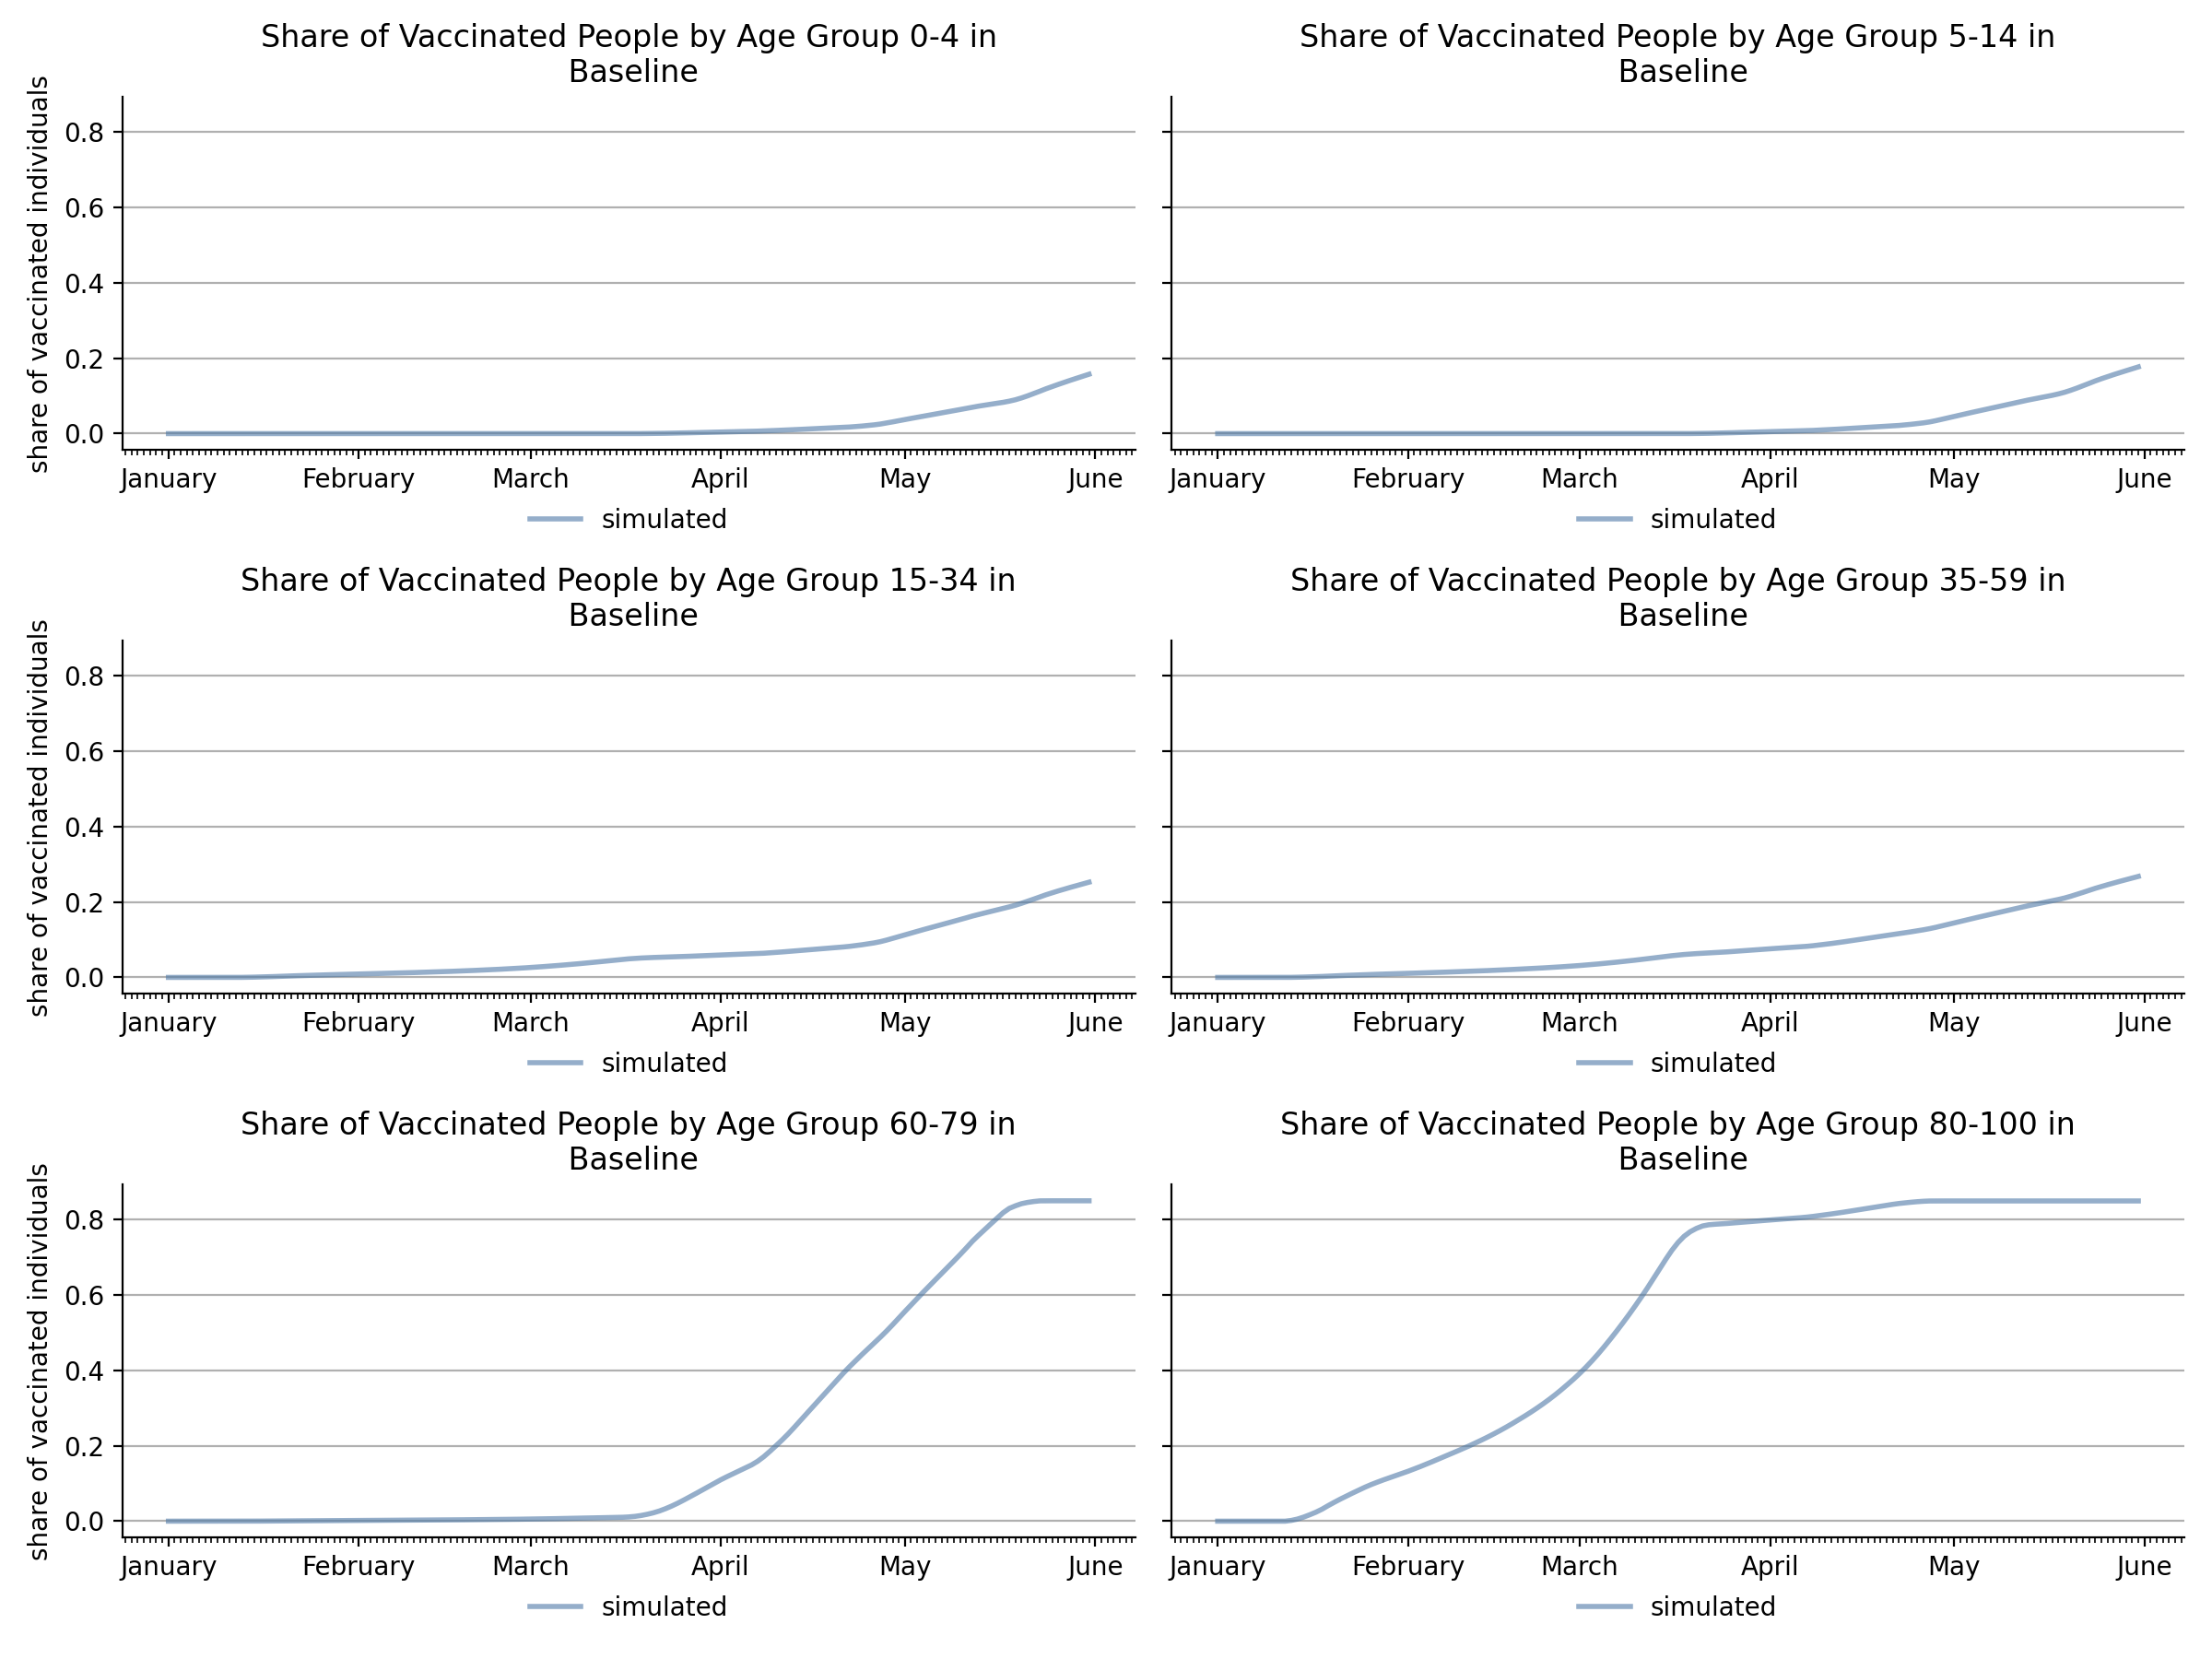 Share of Vaccinated People by Age Group 0-4 in
Baseline
share of vaccinated individuals
0.8
0.6
0.4
0.2
0.0
January February March April May June
simulated
Share of Vaccinated People by Age Group 5-14 in
Baseline
January February March April May June
simulated
Share of Vaccinated People by Age Group 15-34 in
Baseline
share of vaccinated individuals
0.8
0.6
0.4
0.2
0.0
January February March April May June
simulated
Share of Vaccinated People by Age Group 35-59 in
Baseline
January February March April May June
simulated
Share of Vaccinated People by Age Group 60-79 in
Baseline
share of vaccinated individuals
0.8
0.6
0.4
0.2
0.0
January February March April May June
simulated
Share of Vaccinated People by Age Group 80-100 in
Baseline
January February March April May June
simulated